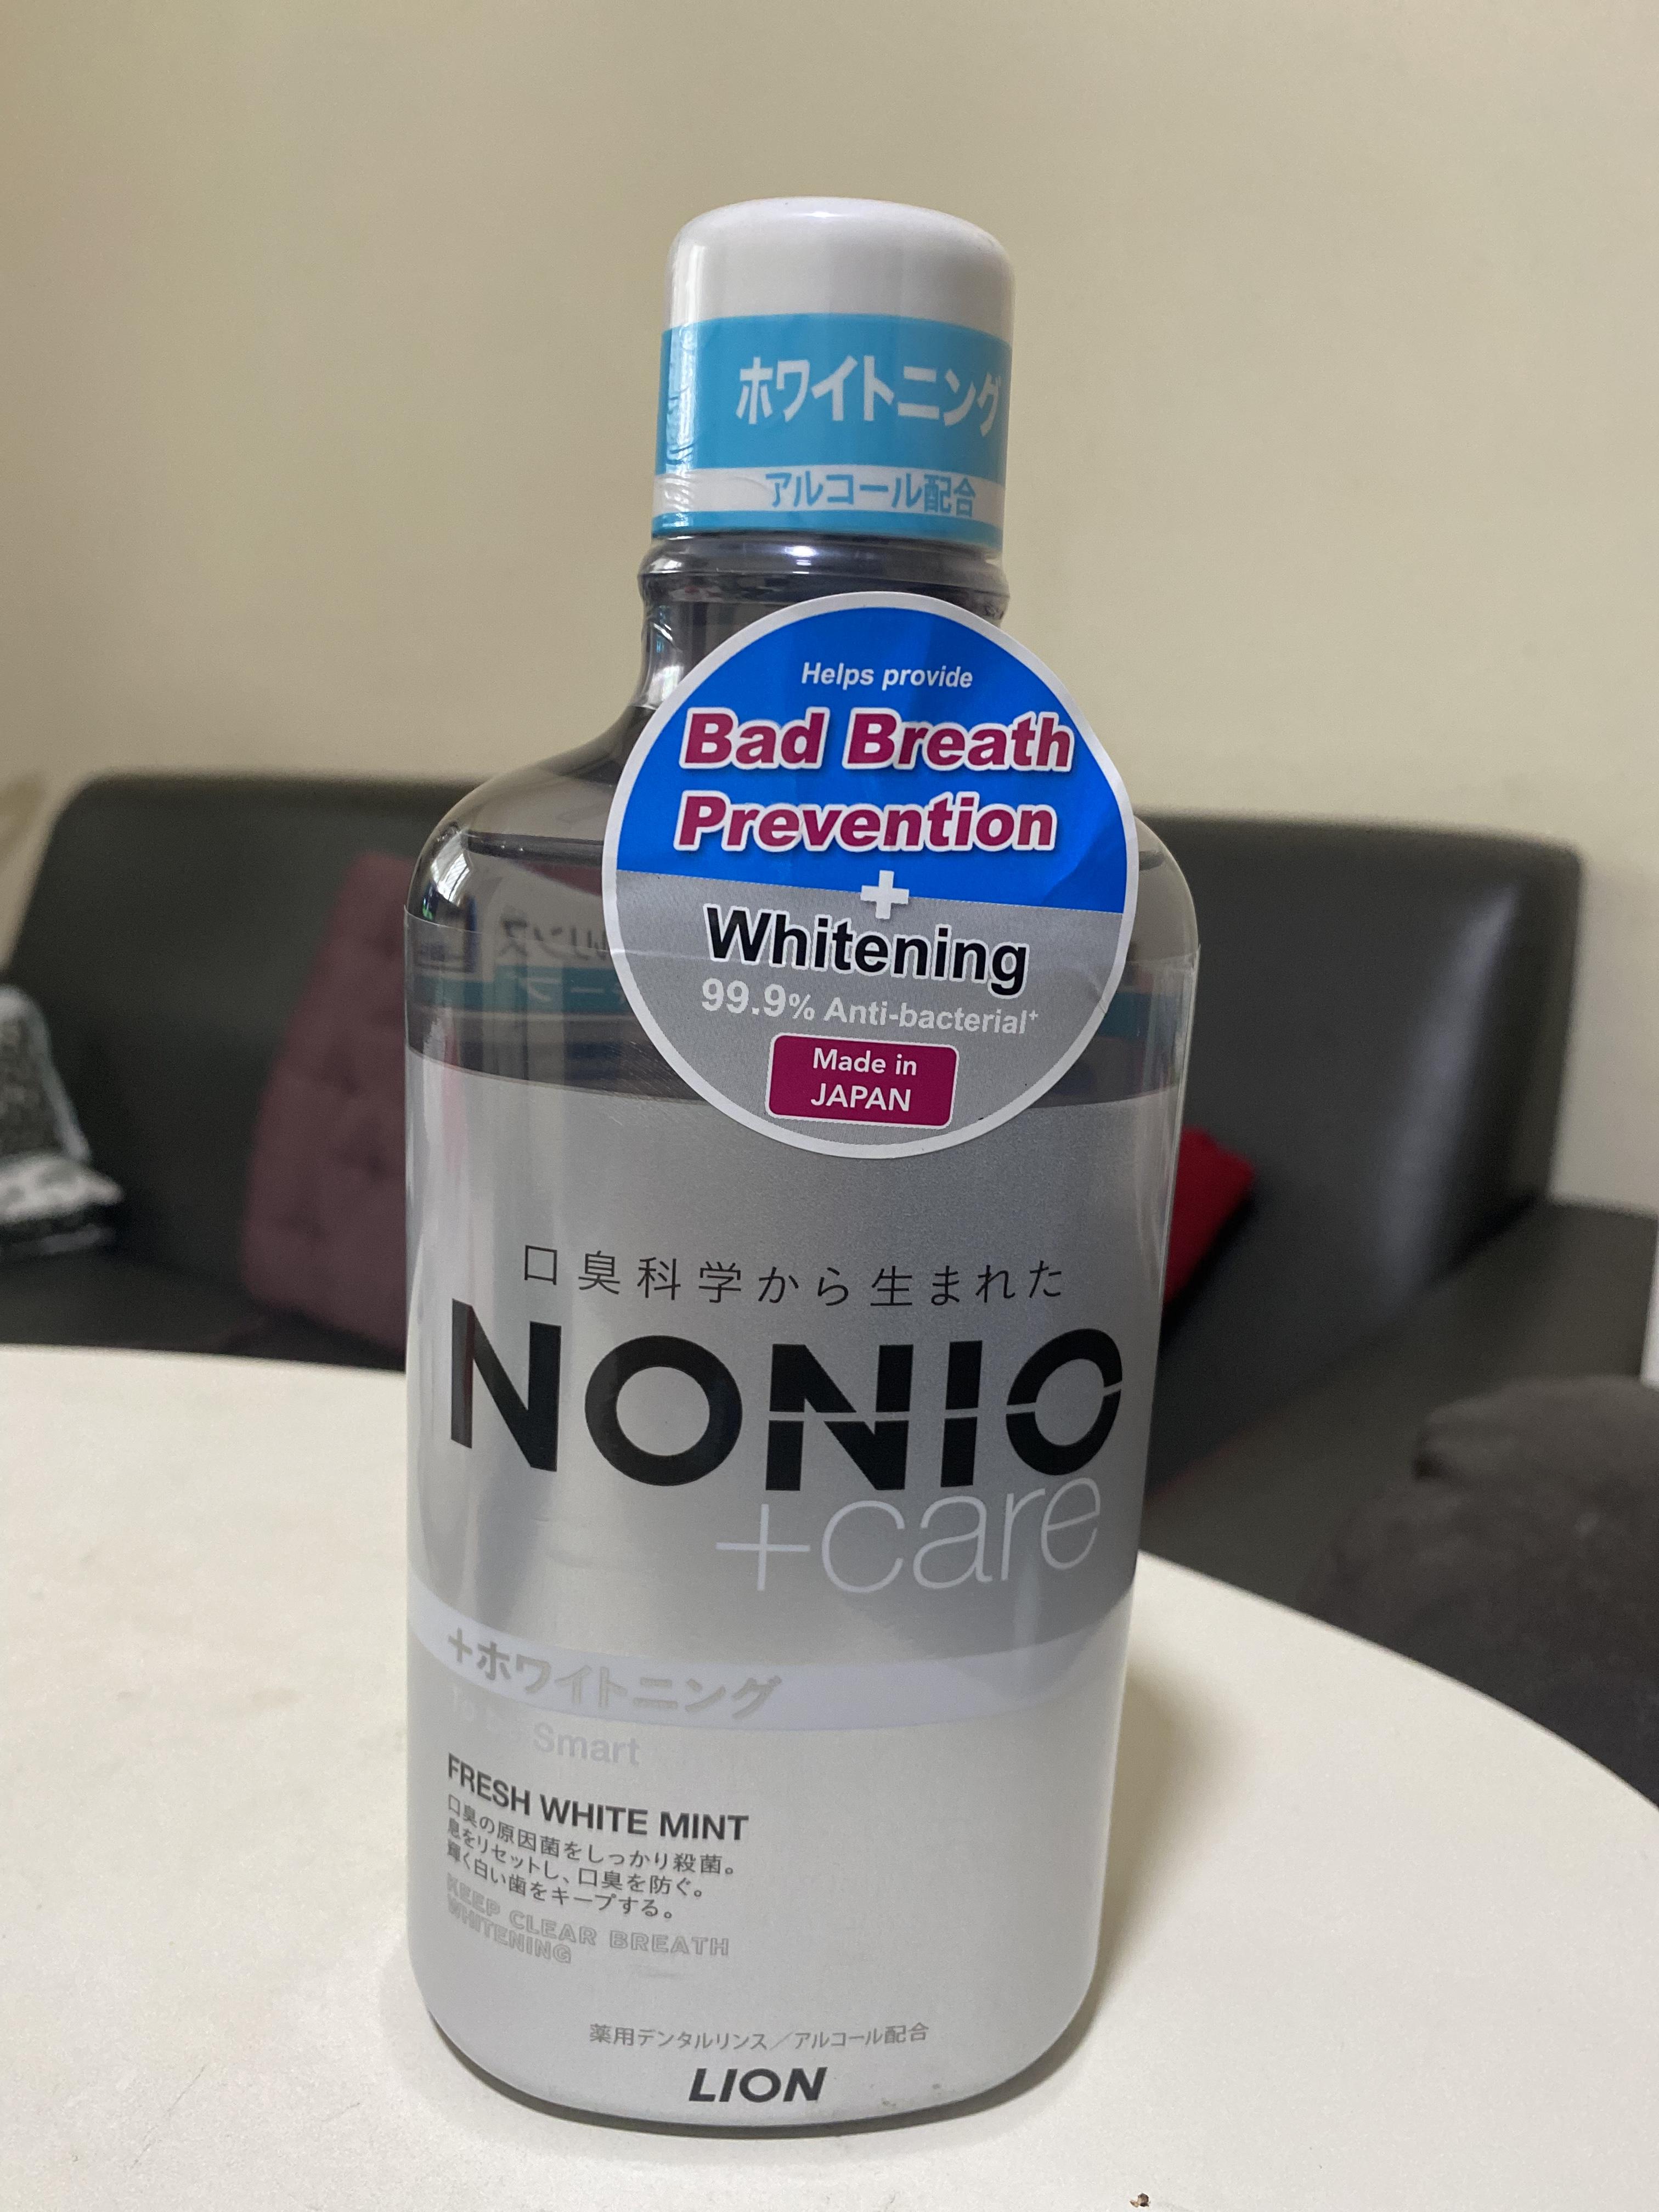 ホワイトニング
アルコール配合
Helps provide
Bad Breath
Prevention
+
Whitening
99.9% Anti-bacterial+
Made in
JAPAN
口臭科学から生まれた
NONIO
+care
+ホワイトニング
Smart
FRESH WHITE MINT
口臭の原因菌をしっかり殺菌。
息をリセットし、口臭を防ぐ。
輝く白い歯をキープする。
KEEP CLEAR BREATH
WHITENING
薬用デンタルリンス/アルコール配合
LION